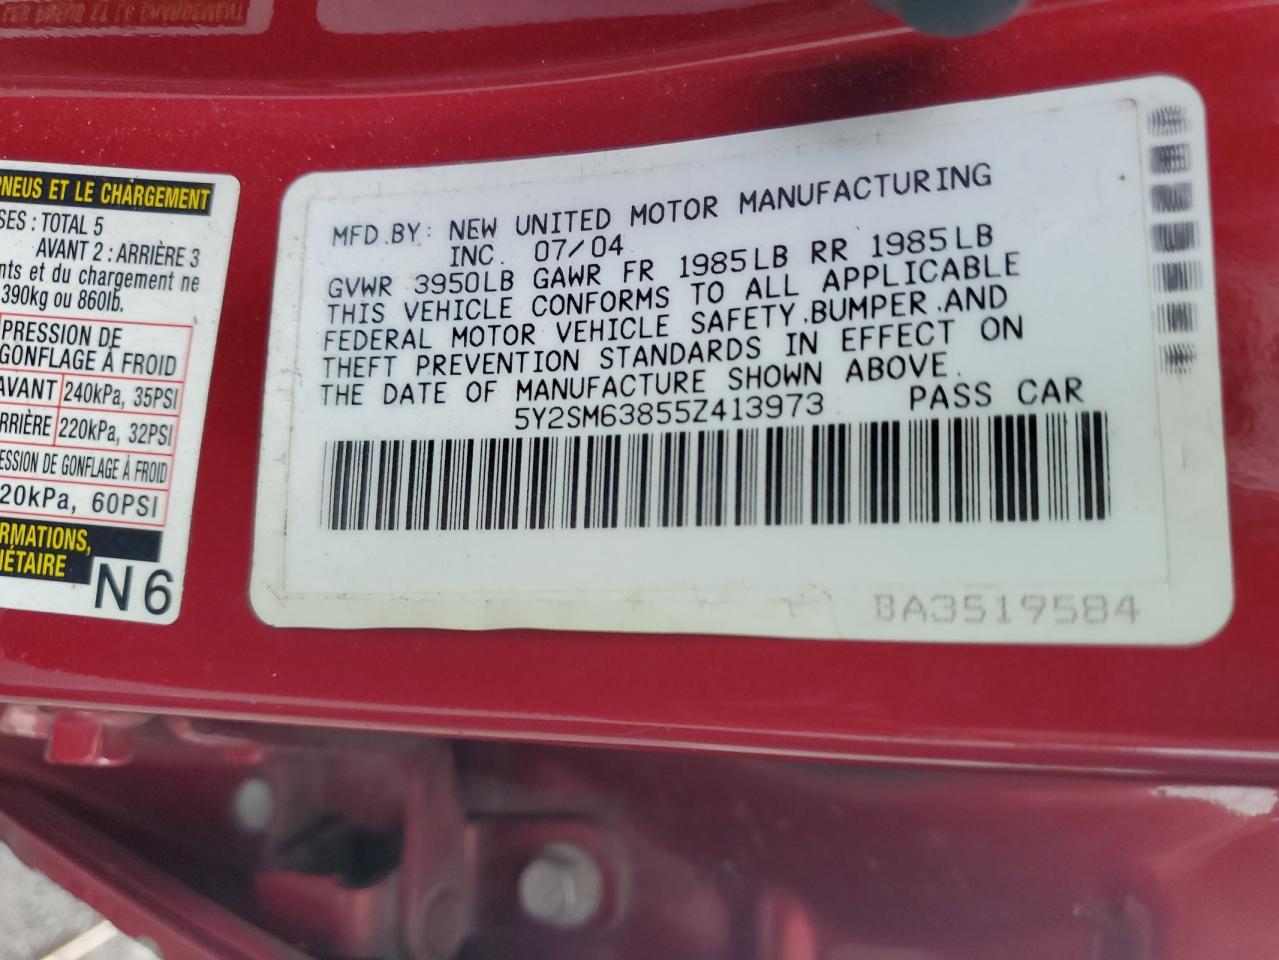 PNEUS ET LE CHARGEMENT
SES : TOTAL 5
AVANT 2 : ARRIÈRE 3
nts et du chargement ne
390kg ou 860lb.
PRESSION DE
GONFLAGE À FROID
AVANT 240kPa, 35PSI
RRIÈRE 220kPa, 32PSI
ESSION DE GONFLAGE À FROID
20kPa, 60PSI
RMATIONS,
IÉTAIRE
N6
MFD.BY: NEW UNITED MOTOR MANUFACTURING
INC. 07/04
GVWR 3950LB GAWR FR 1985LB RR 1985LB
THIS VEHICLE CONFORMS TO ALL APPLICABLE
FEDERAL MOTOR VEHICLE SAFETY,BUMPER,AND
THEFT PREVENTION STANDARDS IN EFFECT ON
THE DATE OF MANUFACTURE SHOWN ABOVE.
5Y2SM63855Z413973 PASS CAR
BA3519584